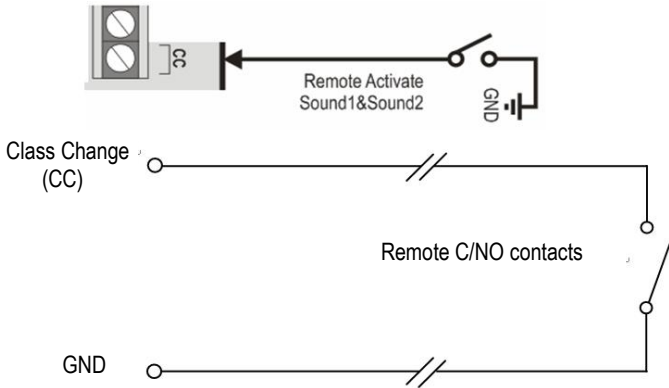 CC
Remote Activate
Sound1&Sound2
GND
Class Change
(CC)
Remote C/NO contacts
GND